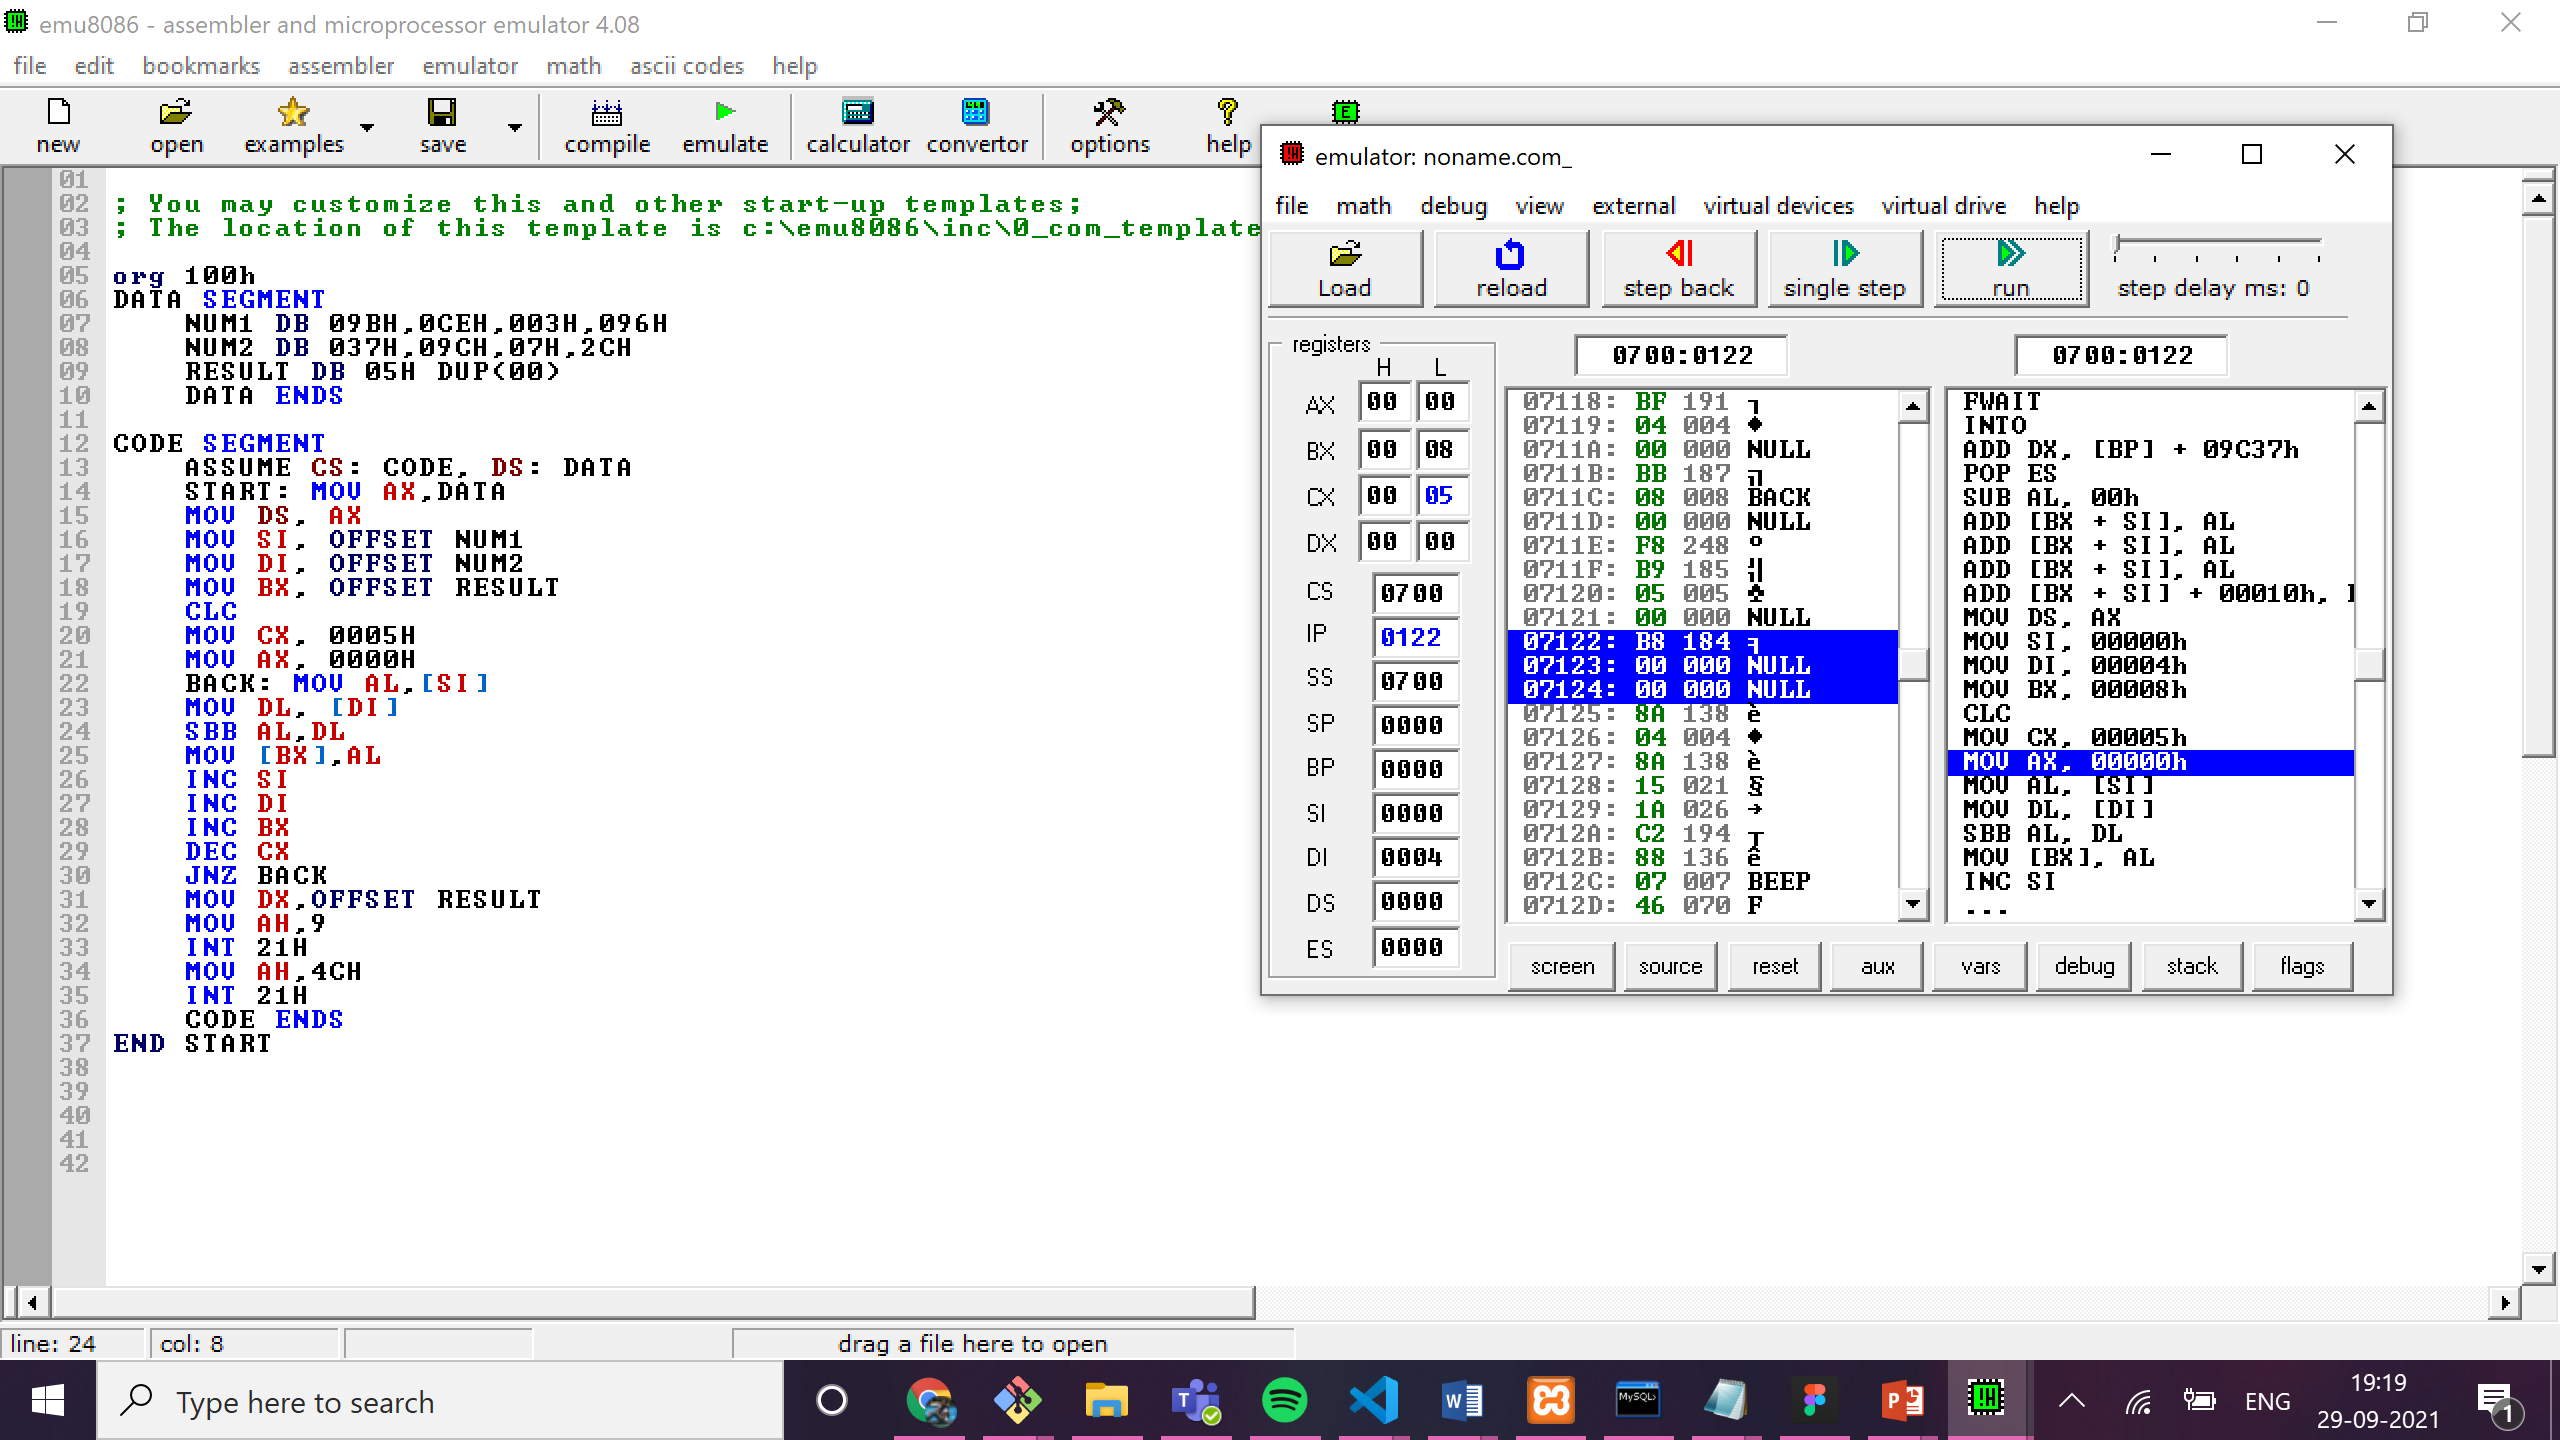 emu8086 - assembler and microprocessor emulator 4.08
file edit bookmarks assembler emulator math ascii codes help
new open examples save compile emulate calculator convertor options help
01
02 ; You may customize this and other start-up templates;
03 ; The location of this template is c:\emu8086\inc\0_com_template
04
05 org 100h
06 DATA SEGMENT
07 NUM1 DB 09BH,0CEH,003H,096H
08 NUM2 DB 037H,09CH,07H,2CH
09 RESULT DB 05H DUP(00)
10 DATA ENDS
11
12 CODE SEGMENT
13 ASSUME CS: CODE, DS: DATA
14 START: MOV AX,DATA
15 MOV DS, AX
16 MOV SI, OFFSET NUM1
17 MOV DI, OFFSET NUM2
18 MOV BX, OFFSET RESULT
19 CLC
20 MOV CX, 0005H
21 MOV AX, 0000H
22 BACK: MOV AL,[SI]
23 MOV DL, [DI]
24 SBB AL,DL
25 MOV [BX],AL
26 INC SI
27 INC DI
28 INC BX
29 DEC CX
30 JNZ BACK
31 MOV DX,OFFSET RESULT
32 MOV AH,9
33 INT 21H
34 MOV AH,4CH
35 INT 21H
36 CODE ENDS
37 END START
38
39
40
41
42
emulator: noname.com_
file math debug view external virtual devices virtual drive help
Load reload step back single step run step delay ms: 0
registers
H L
AX 00 00
BX 00 08
CX 00 05
DX 00 00
CS 0700
IP 0122
SS 0700
SP 0000
BP 0000
SI 0000
DI 0004
DS 0000
ES 0000
0700:0122
07118: BF 191 ┐
07119: 04 004 ♦
0711A: 00 000 NULL
0711B: BB 187 ╗
0711C: 08 008 BACK
0711D: 00 000 NULL
0711E: F8 248 °
0711F: B9 185 ╣
07120: 05 005 ♣
07121: 00 000 NULL
07122: B8 184 ╕
07123: 00 000 NULL
07124: 00 000 NULL
07125: 8A 138 è
07126: 04 004 ♦
07127: 8A 138 è
07128: 15 021 §
07129: 1A 026 →
0712A: C2 194 ┬
0712B: 88 136 ê
0712C: 07 007 BEEP
0712D: 46 070 F
0700:0122
FWAIT
INTO
ADD DX, [BP] + 09C37h
POP ES
SUB AL, 00h
ADD [BX + SI], AL
ADD [BX + SI], AL
ADD [BX + SI], AL
ADD [BX + SI] + 00010h,
MOV DS, AX
MOV SI, 00000h
MOV DI, 00004h
MOV BX, 00008h
CLC
MOV CX, 00005h
MOV AX, 00000h
MOV AL, [SI]
MOV DL, [DI]
SBB AL, DL
MOV [BX], AL
INC SI
...
screen source reset aux vars debug stack flags
line: 24 col: 8 drag a file here to open
Type here to search
ENG
19:19
29-09-2021
1